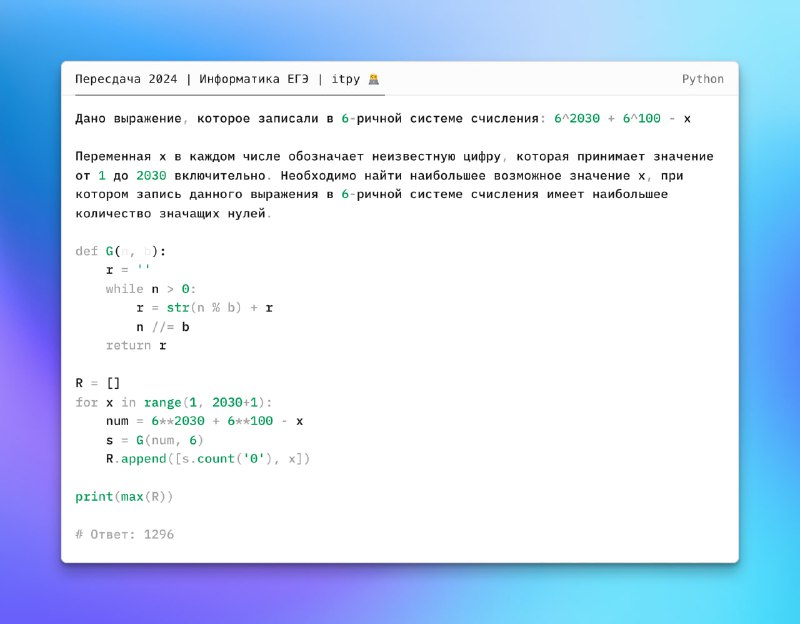 Пересдача 2024 | Информатика ЕГЭ | itpy 👨‍💻
Python
Дано выражение, которое записали в 6-ричной системе счисления: 6^2030 + 6^100 - x
Переменная x в каждом числе обозначает неизвестную цифру, которая принимает значение
от 1 до 2030 включительно. Необходимо найти наибольшее возможное значение x, при
котором запись данного выражения в 6-ричной системе счисления имеет наибольшее
количество значащих нулей.
def G(n, b):
    r = ''
    while n > 0:
        r = str(n % b) + r
        n //= b
    return r
R = []
for x in range(1, 2030+1):
    num = 6**2030 + 6**100 - x
    s = G(num, 6)
    R.append([s.count('0'), x])
print(max(R))
# Ответ: 1296